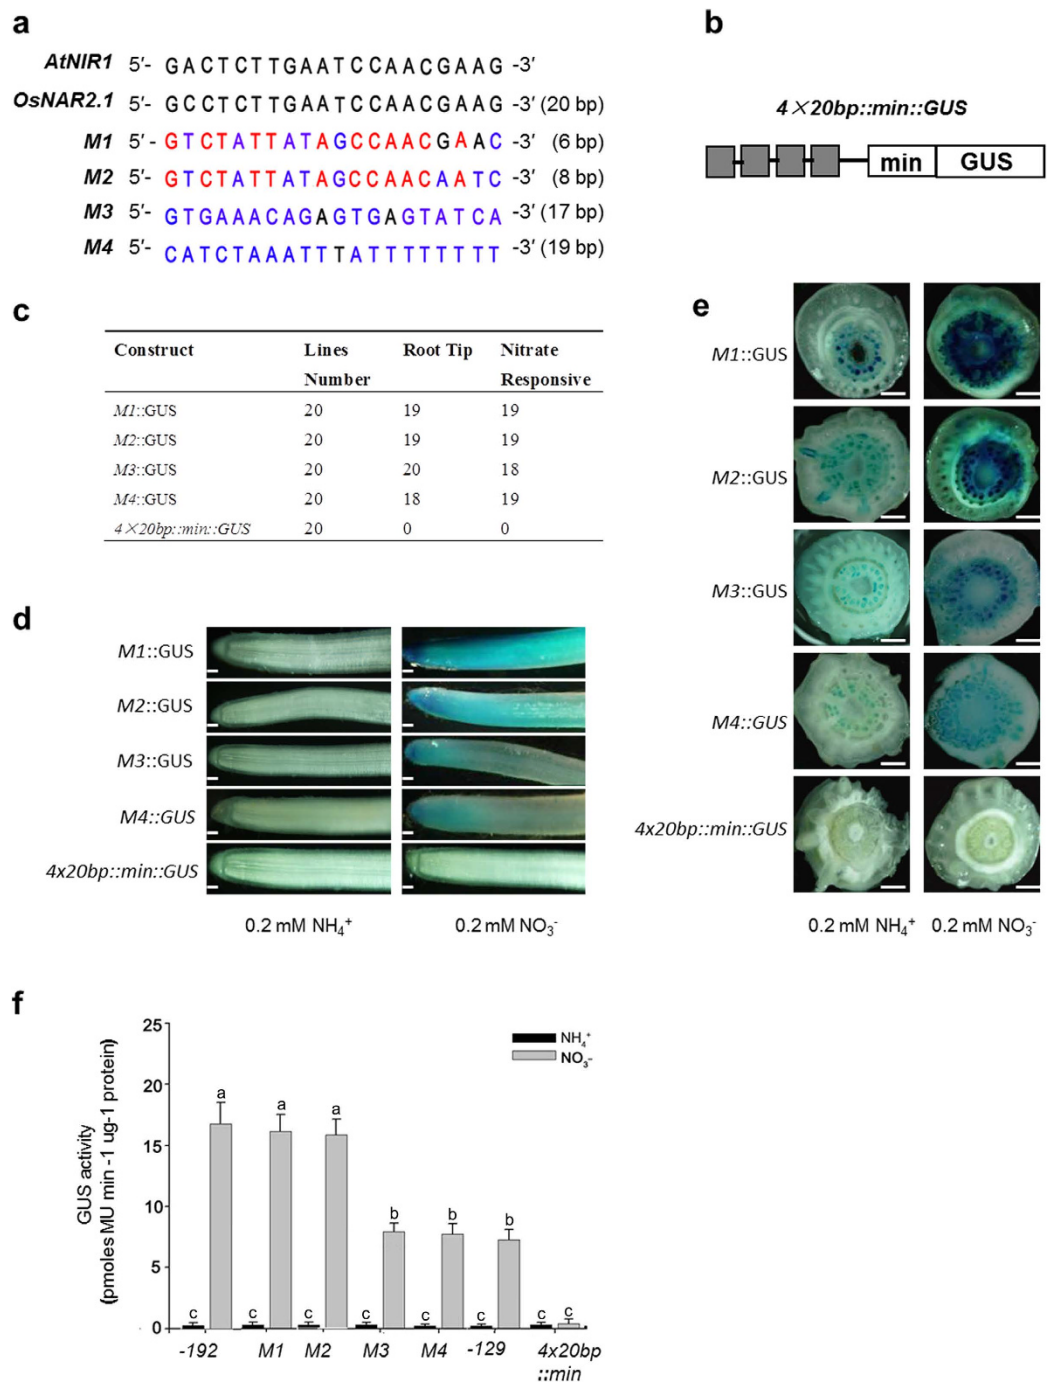 a
AtNIR1 5′- GACTCTTGAATCCAACGAAG -3′
OsNAR2.1 5′- GCCTCTTGAATCCAACGAAG -3′ (20 bp)
M1 5′- GTCTATTATAGCCAACGAAC -3′ (6 bp)
M2 5′- GTCTATTATAGCCAACAATC -3′ (8 bp)
M3 5′- GTGAAACAGAGTGAGTATCA -3′ (17 bp)
M4 5′- CATCTAAATTTATTTTTTTT -3′ (19 bp)
b
4×20bp::min::GUS
min GUS
c
Construct Lines Number Root Tip Nitrate Responsive
M1::GUS 20 19 19
M2::GUS 20 19 19
M3::GUS 20 20 18
M4::GUS 20 18 19
4×20bp::min::GUS 20 0 0
d
M1::GUS
M2::GUS
M3::GUS
M4::GUS
4x20bp::min::GUS
0.2 mM NH₄⁺ 0.2 mM NO₃⁻
e
M1::GUS
M2::GUS
M3::GUS
M4::GUS
4x20bp::min::GUS
0.2 mM NH₄⁺ 0.2 mM NO₃⁻
f
GUS activity
(pmoles MU min -1 ug-1 protein)
25
20
15
10
5
0
NH₄⁺
NO₃⁻
a a a
b b b
c c c c c c c c
-192 M1 M2 M3 M4 -129 4x20bp
::min